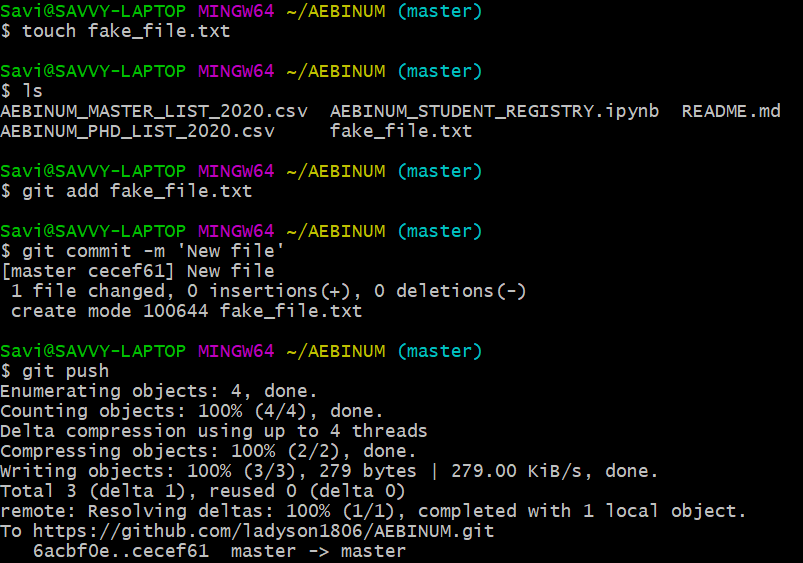 Savi@SAVVY-LAPTOP MINGW64 ~/AEBINUM (master)
$ touch fake_file.txt
Savi@SAVVY-LAPTOP MINGW64 ~/AEBINUM (master)
$ ls
AEBINUM_MASTER_LIST_2020.csv  AEBINUM_STUDENT_REGISTRY.ipynb  README.md
AEBINUM_PHD_LIST_2020.csv     fake_file.txt
Savi@SAVVY-LAPTOP MINGW64 ~/AEBINUM (master)
$ git add fake_file.txt
Savi@SAVVY-LAPTOP MINGW64 ~/AEBINUM (master)
$ git commit -m 'New file'
[master cecef61] New file
 1 file changed, 0 insertions(+), 0 deletions(-)
 create mode 100644 fake_file.txt
Savi@SAVVY-LAPTOP MINGW64 ~/AEBINUM (master)
$ git push
Enumerating objects: 4, done.
Counting objects: 100% (4/4), done.
Delta compression using up to 4 threads
Compressing objects: 100% (2/2), done.
Writing objects: 100% (3/3), 279 bytes | 279.00 KiB/s, done.
Total 3 (delta 1), reused 0 (delta 0)
remote: Resolving deltas: 100% (1/1), completed with 1 local object.
To https://github.com/ladyson1806/AEBINUM.git
   6acbf0e..cecef61  master -> master